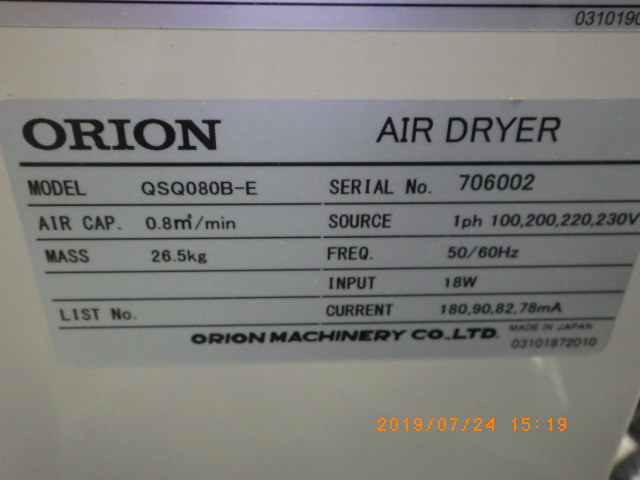 0310190
ORION AIR DRYER
MODEL QSQ080B-E SERIAL No. 706002
AIR CAP. 0.8㎥/min SOURCE 1ph 100,200,220,230V
MASS 26.5kg FREQ. 50/60Hz
INPUT 18W
LIST No. CURRENT 180,90,82,78mA
ORION MACHINERY CO.,LTD. MADE IN JAPAN
03101872010
2019/07/24 15:19